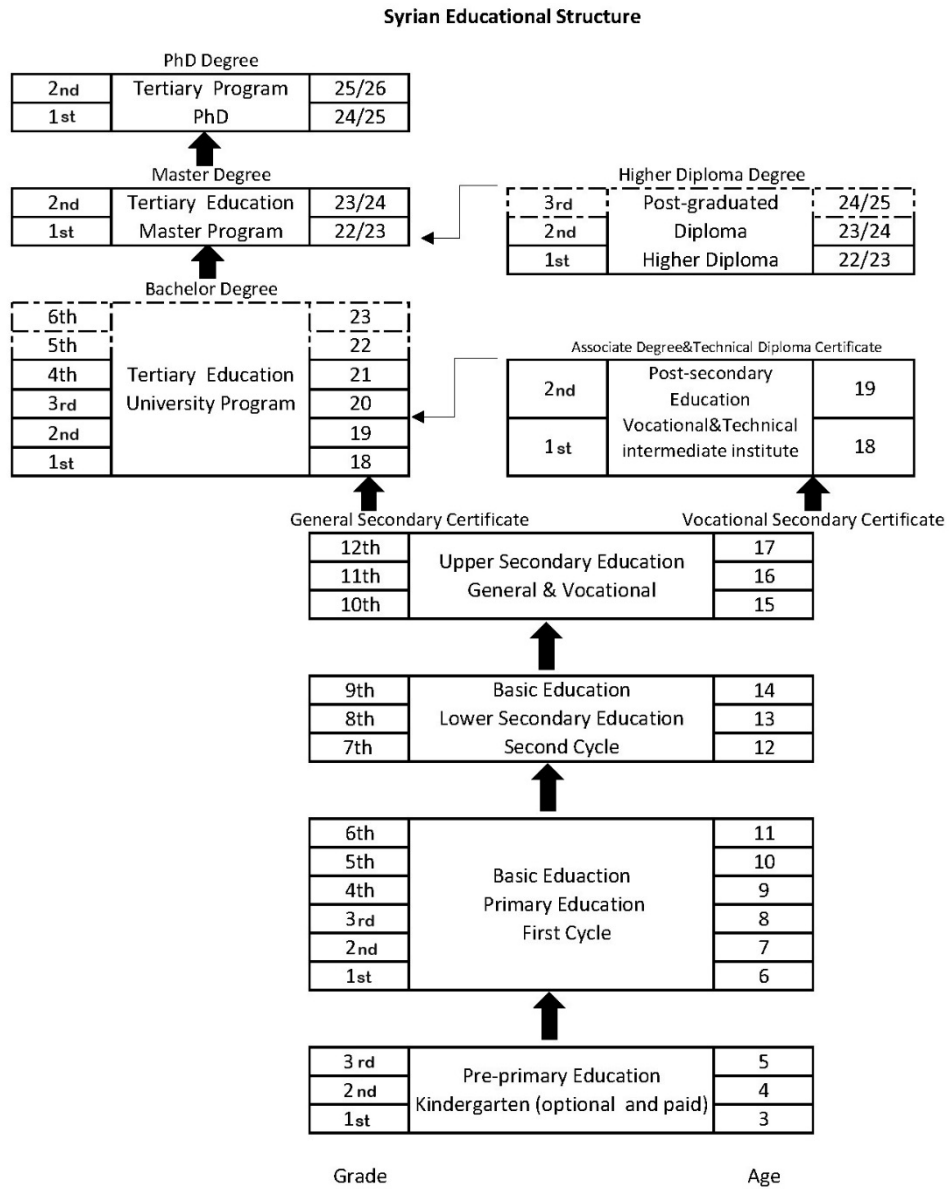 Syrian Educational Structure
PhD Degree
2nd Tertiary Program 25/26
1st PhD 24/25
Master Degree
2nd Tertiary Education 23/24
1st Master Program 22/23
Higher Diploma Degree
3rd Post-graduated 24/25
2nd Diploma 23/24
1st Higher Diploma 22/23
Bachelor Degree
6th 23
5th 22
4th Tertiary Education 21
3rd University Program 20
2nd 19
1st 18
Associate Degree&Technical Diploma Certificate
Post-secondary
2nd Education 19
Vocational&Technical
1st intermediate institute 18
General Secondary Certificate
Vocational Secondary Certificate
12th 17
Upper Secondary Education
11th 16
General & Vocational
10th 15
9th Basic Education 14
8th Lower Secondary Education 13
7th Second Cycle 12
6th 11
5th 10
Basic Eduaction
4th 9
Primary Education
3rd 8
First Cycle
2nd 7
1st 6
3rd 5
Pre-primary Education
2nd 4
Kindergarten (optional and paid)
1st 3
Grade Age